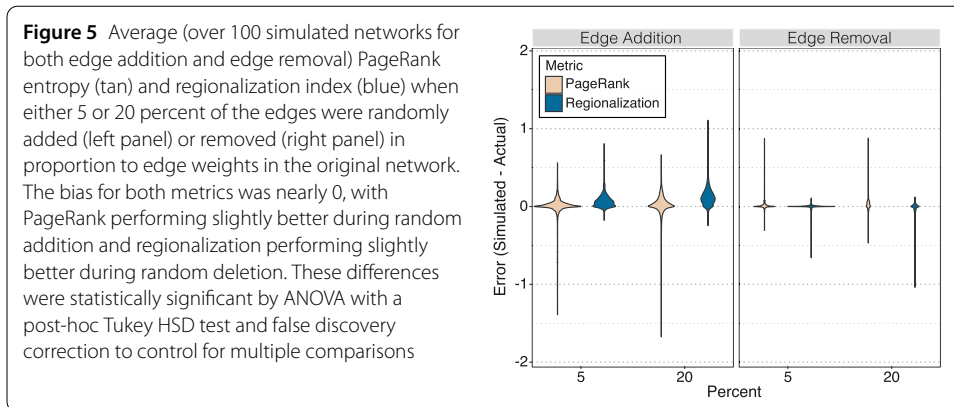 Figure 5 Average (over 100 simulated networks for
both edge addition and edge removal) PageRank
entropy (tan) and regionalization index (blue) when
either 5 or 20 percent of the edges were randomly
added (left panel) or removed (right panel) in
proportion to edge weights in the original network.
The bias for both metrics was nearly 0, with
PageRank performing slightly better during random
addition and regionalization performing slightly
better during random deletion. These differences
were statistically significant by ANOVA with a
post-hoc Tukey HSD test and false discovery
correction to control for multiple comparisons
Edge Addition
Edge Removal
Metric
PageRank
Regionalization
Error (Simulated - Actual)
2
1
0
-1
-2
5
20
5
20
Percent